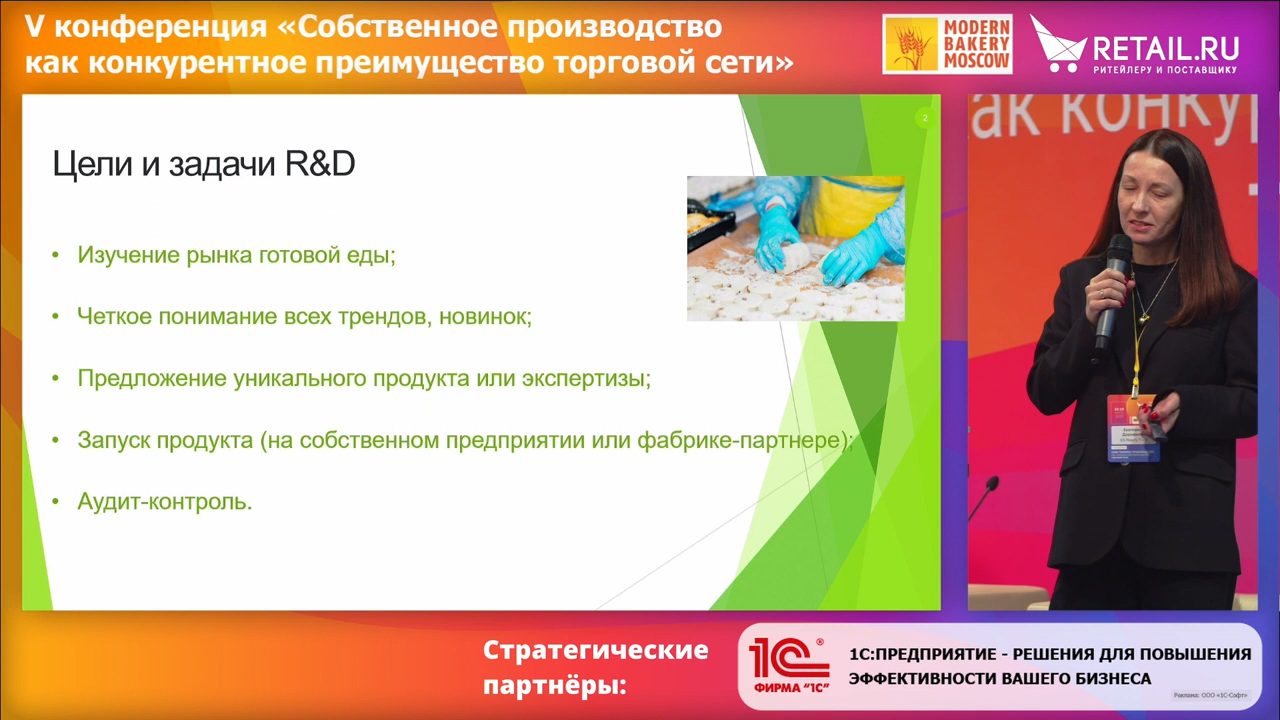 V конференция «Собственное производство
как конкурентное преимущество торговой сети»
MODERN
BAKERY
MOSCOW
RETAIL.RU
РИТЕЙЛЕРУ И ПОСТАВЩИКУ
2
Цели и задачи R&D
• Изучение рынка готовой еды;
• Четкое понимание всех трендов, новинок;
• Предложение уникального продукта или экспертизы;
• Запуск продукта (на собственном предприятии или фабрике-партнере);
• Аудит-контроль.
ак конкур
Стратегические
партнёры:
1С®
ФИРМА "1С"
1С:ПРЕДПРИЯТИЕ - РЕШЕНИЯ ДЛЯ ПОВЫШЕНИЯ
ЭФФЕКТИВНОСТИ ВАШЕГО БИЗНЕСА
Реклама: ООО «1С-Софт»